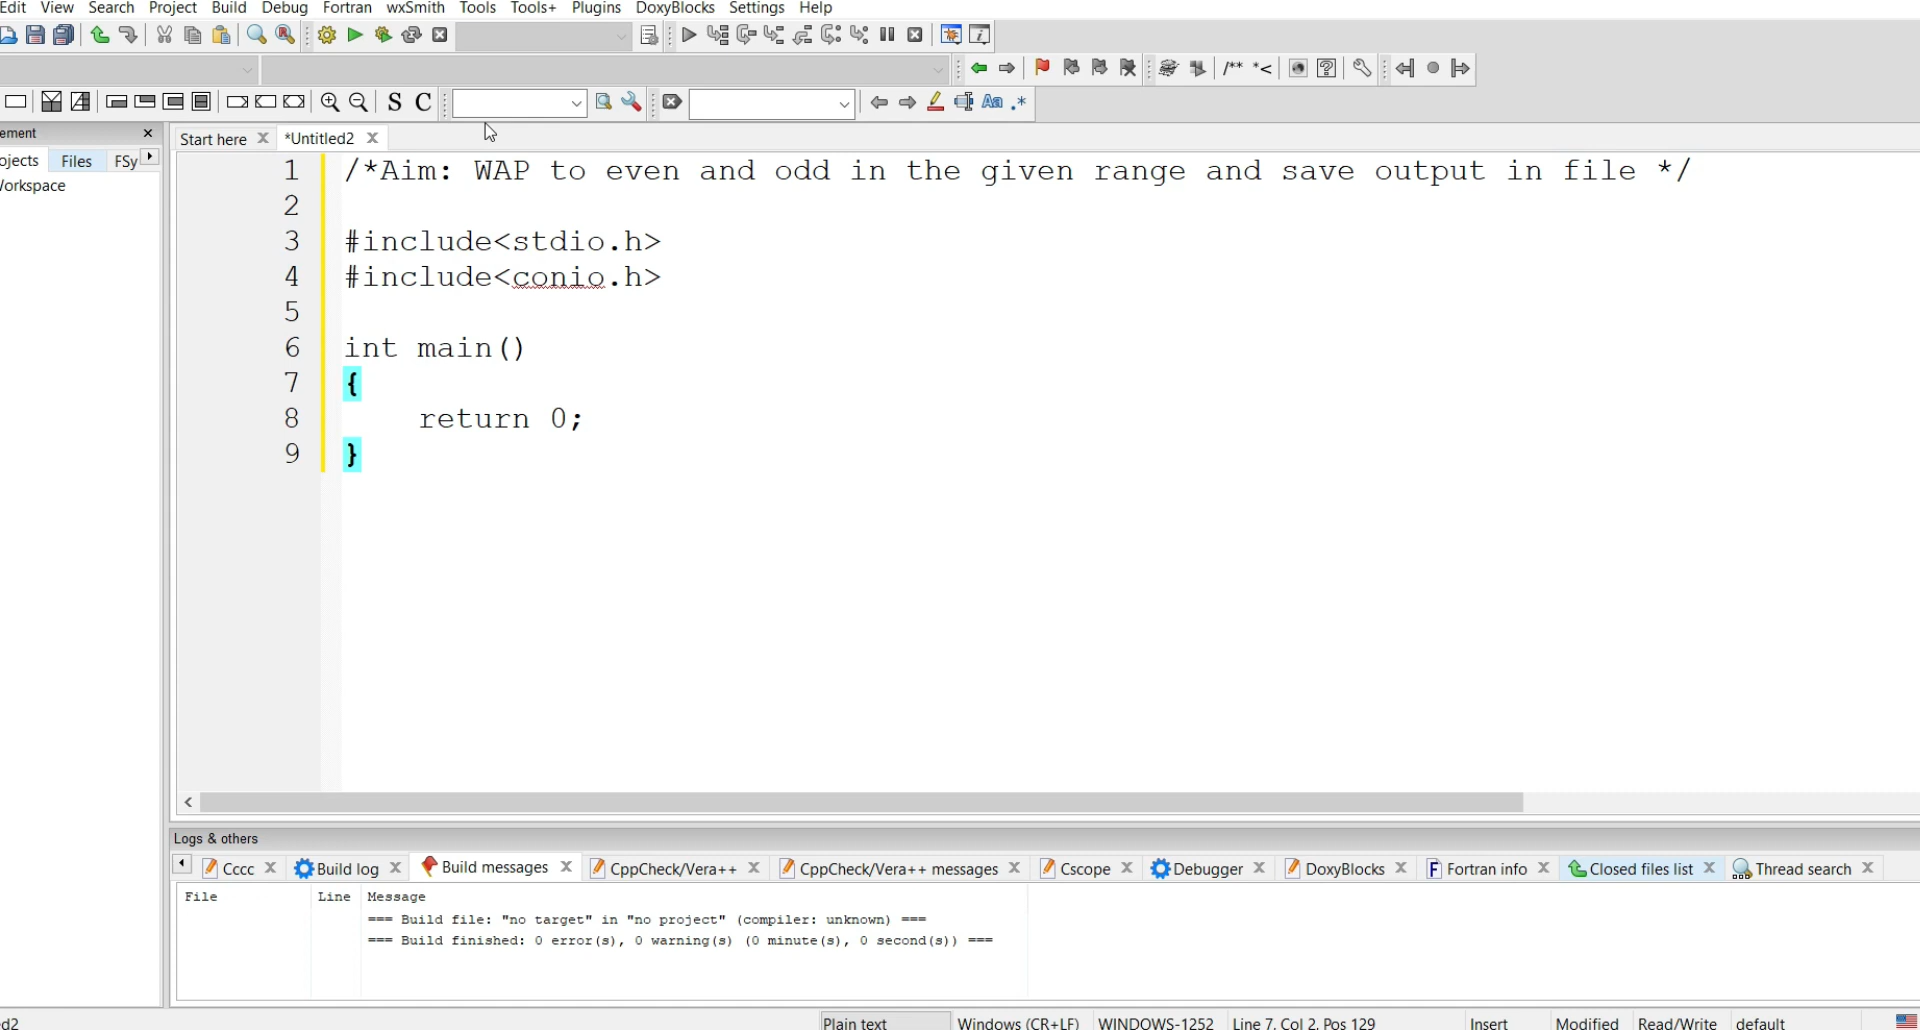 Edit View Search Project Build Debug Fortran wxSmith Tools Tools+ Plugins DoxyBlocks Settings Help
/** *<
S C Aa .*
ement
Start here *Untitled2
ojects Files FSy
Workspace
1 /*Aim: WAP to even and odd in the given range and save output in file */
2
3 #include<stdio.h>
4 #include<conio.h>
5
6 int main()
7 {
8 return 0;
9 }
Logs & others
Cccc Build log Build messages CppCheck/Vera++ CppCheck/Vera++ messages Cscope Debugger DoxyBlocks Fortran info Closed files list Thread search
File Line Message
=== Build file: "no target" in "no project" (compiler: unknown) ===
=== Build finished: 0 error(s), 0 warning(s) (0 minute(s), 0 second(s)) ===
ed2 Plain text Windows (CR+LF) WINDOWS-1252 Line 7, Col 2, Pos 129 Insert Modified Read/Write default